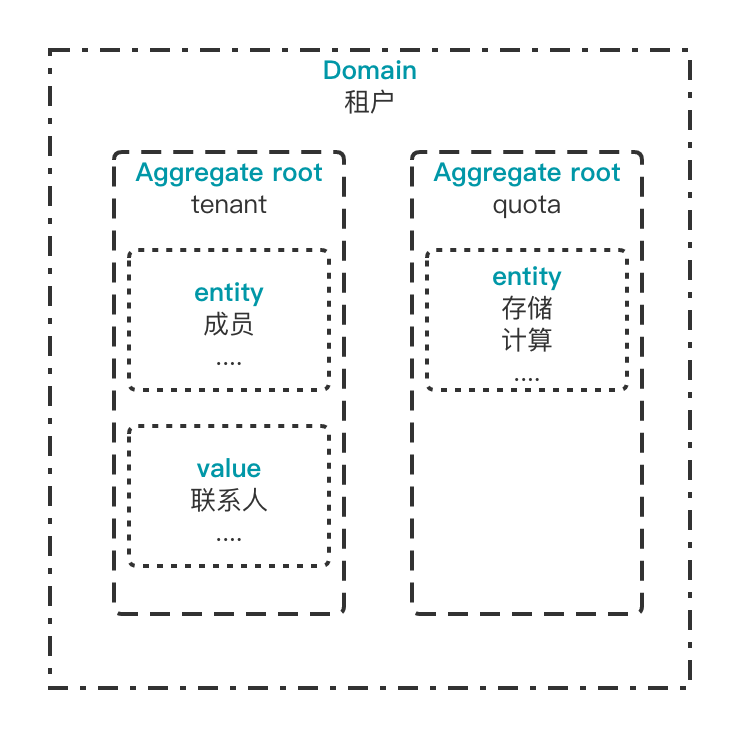 Domain
租户
Aggregate root
tenant
entity
成员
....
value
联系人
....
Aggregate root
quota
entity
存储
计算
....